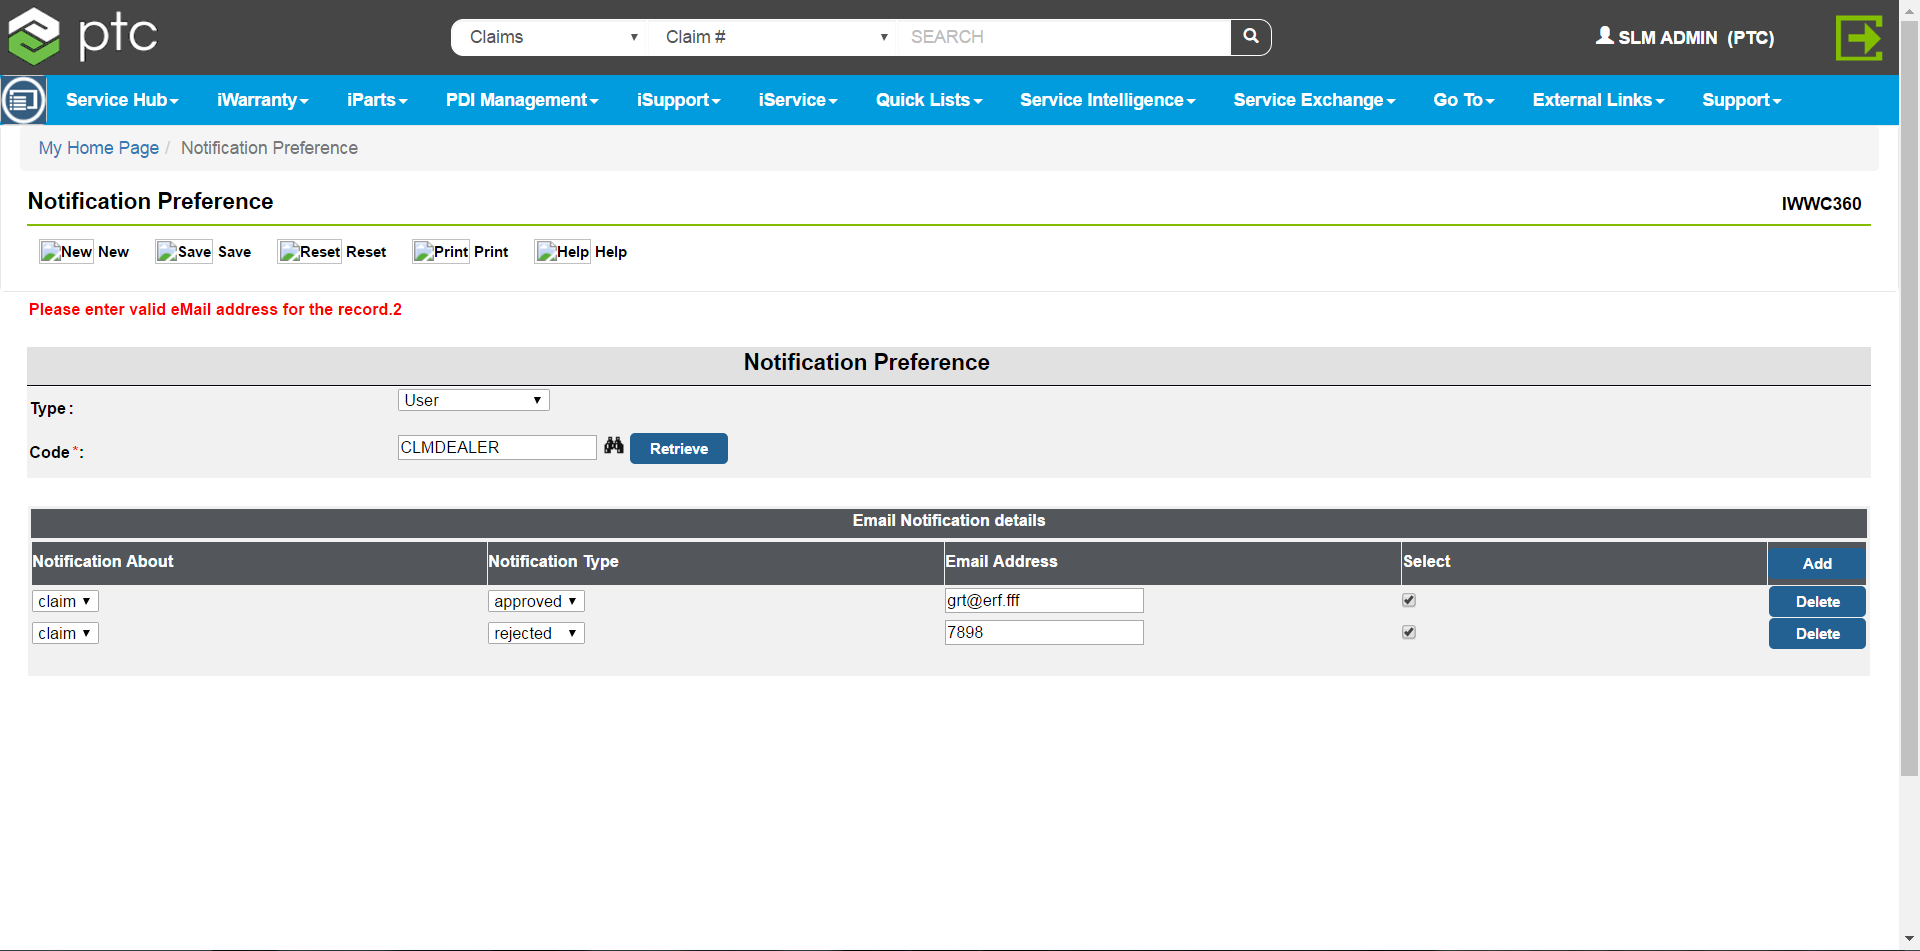 ptc Claims Claim # SEARCH SLM ADMIN (PTC)
Service Hub iWarranty iParts PDI Management iSupport iService Quick Lists Service Intelligence Service Exchange Go To External Links Support
My Home Page / Notification Preference
Notification Preference IWWC360
New New Save Save Reset Reset Print Print Help Help
Please enter valid eMail address for the record.2
Notification Preference
Type : User
Code *: CLMDEALER Retrieve
Email Notification details
Notification About Notification Type Email Address Select Add
claim approved grt@erf.fff Delete
claim rejected 7898 Delete